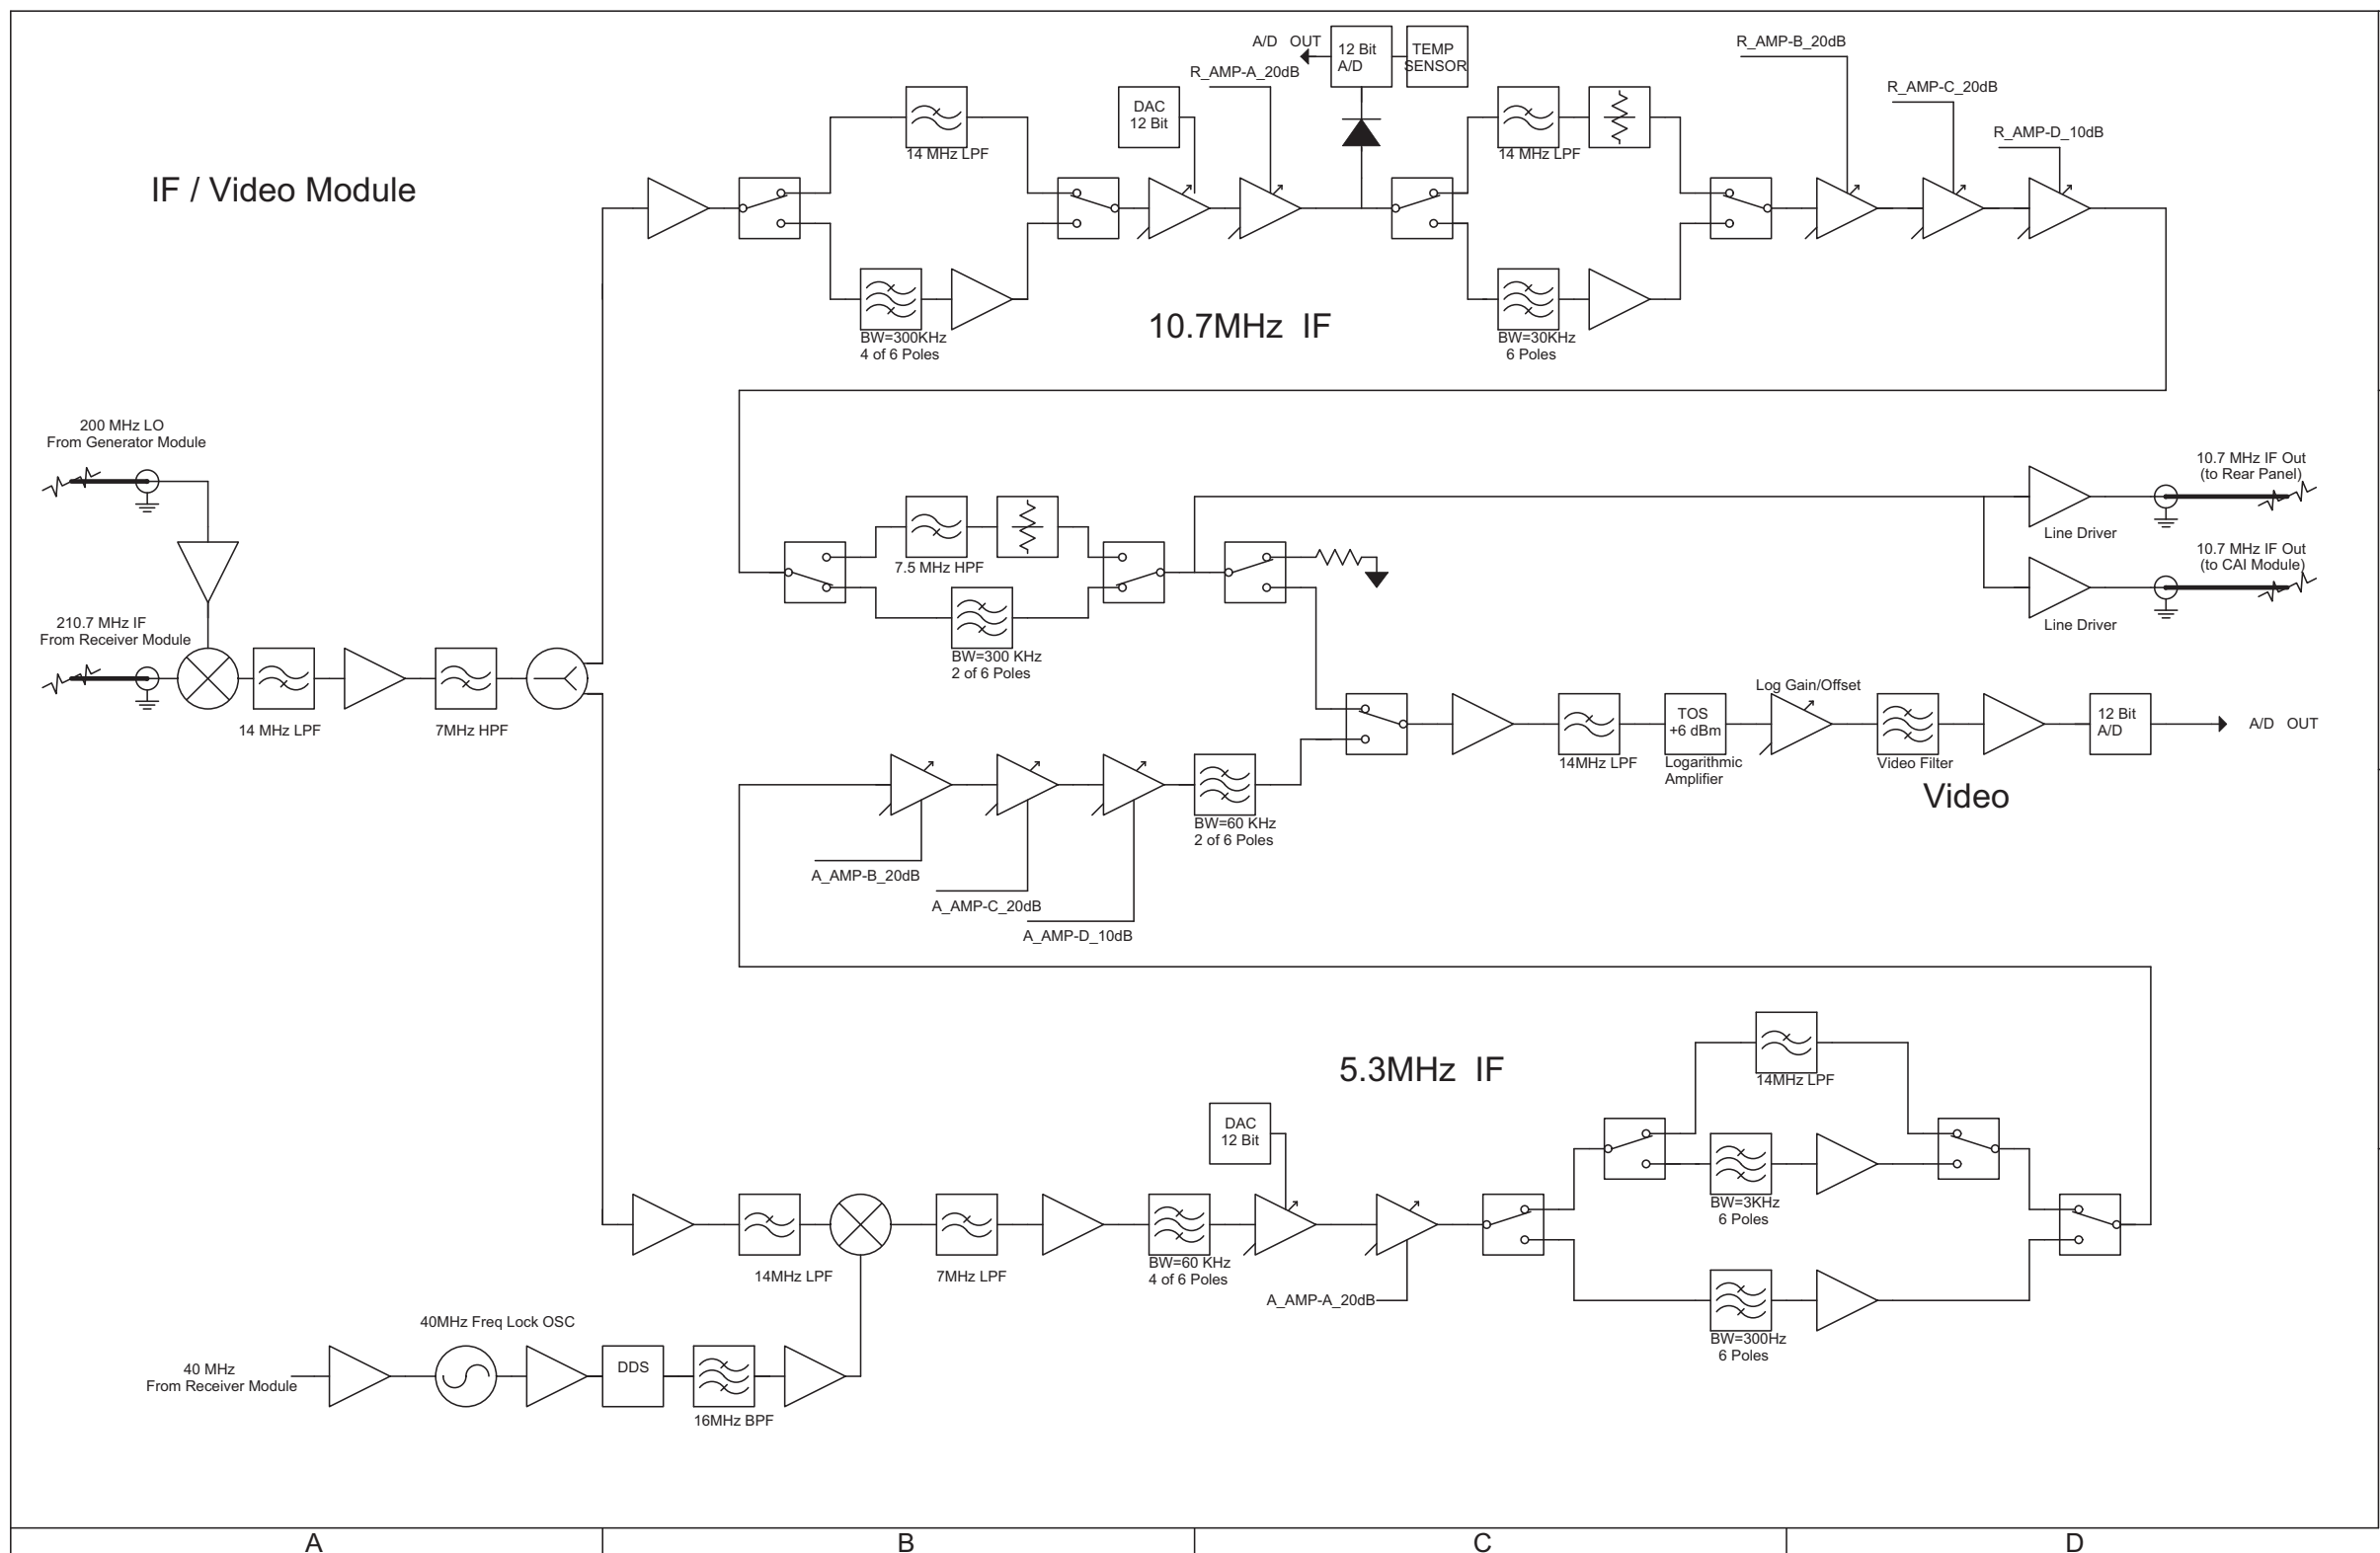 IF / Video Module
A/D OUT
12 Bit
A/D
TEMP
SENSOR
R_AMP-A_20dB
DAC
12 Bit
R_AMP-B_20dB
R_AMP-C_20dB
R_AMP-D_10dB
14 MHz LPF
14 MHz LPF
BW=300KHz
4 of 6 Poles
10.7MHz IF
BW=30KHz
6 Poles
200 MHz LO
From Generator Module
210.7 MHz IF
From Receiver Module
14 MHz LPF
7MHz HPF
7.5 MHz HPF
BW=300 KHz
2 of 6 Poles
10.7 MHz IF Out
(to Rear Panel)
Line Driver
10.7 MHz IF Out
(to CAI Module)
Line Driver
14MHz LPF
TOS
+6 dBm
Logarithmic
Amplifier
Log Gain/Offset
Video Filter
12 Bit
A/D
A/D OUT
Video
BW=60 KHz
2 of 6 Poles
A_AMP-B_20dB
A_AMP-C_20dB
A_AMP-D_10dB
5.3MHz IF
14MHz LPF
DAC
12 Bit
14MHz LPF
7MHz LPF
BW=60 KHz
4 of 6 Poles
A_AMP-A_20dB
BW=3KHz
6 Poles
BW=300Hz
6 Poles
40MHz Freq Lock OSC
40 MHz
From Receiver Module
DDS
16MHz BPF
A
B
C
D